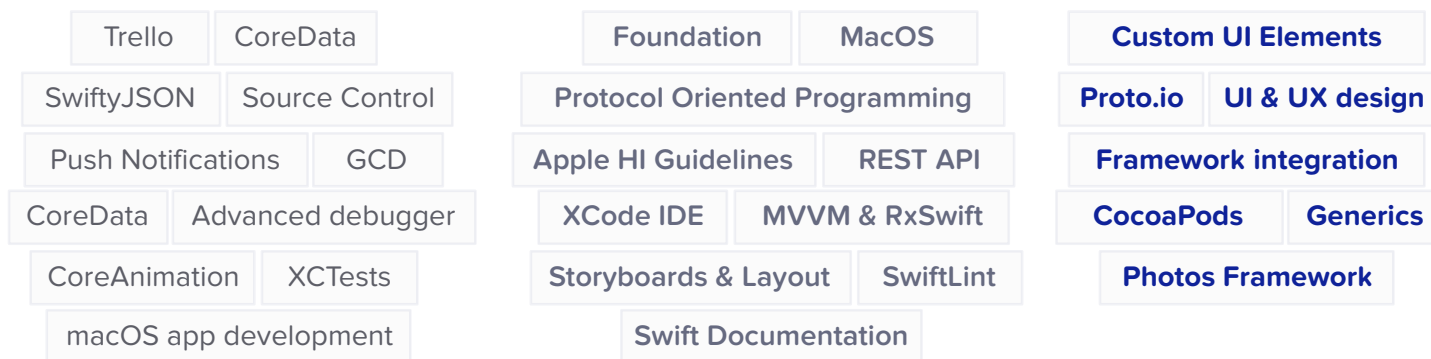 Trello CoreData
SwiftyJSON Source Control
Push Notifications GCD
CoreData Advanced debugger
CoreAnimation XCTests
macOS app development
Foundation MacOS
Protocol Oriented Programming
Apple HI Guidelines REST API
XCode IDE MVVM & RxSwift
Storyboards & Layout SwiftLint
Swift Documentation
Custom UI Elements
Proto.io UI & UX design
Framework integration
CocoaPods Generics
Photos Framework